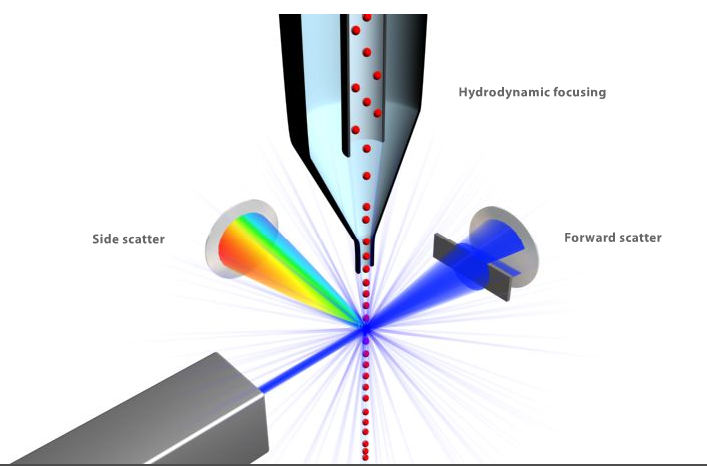 Hydrodynamic focusing
Side scatter
Forward scatter